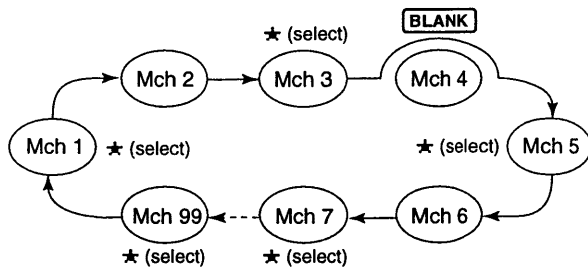 BLANK
★ (select)
Mch 2
Mch 3
Mch 4
Mch 1
★ (select)
★ (select)
Mch 5
Mch 99
Mch 7
Mch 6
★ (select)
★ (select)